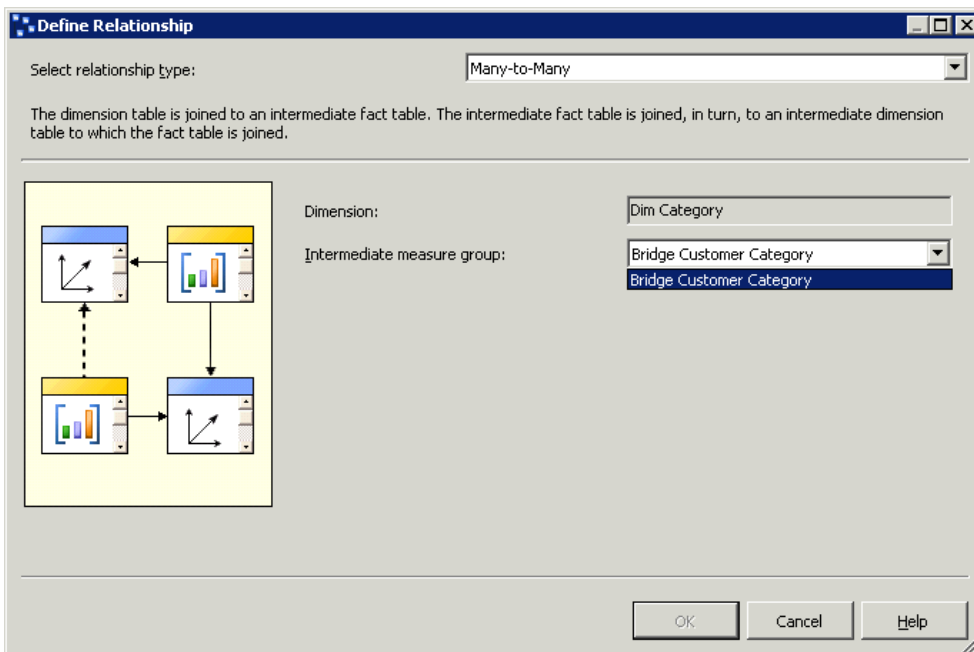 Define Relationship
Select relationship type:
Many-to-Many
The dimension table is joined to an intermediate fact table. The intermediate fact table is joined, in turn, to an intermediate dimension
table to which the fact table is joined.
Dimension:
Dim Category
Intermediate measure group:
Bridge Customer Category
Bridge Customer Category
OK
Cancel
Help